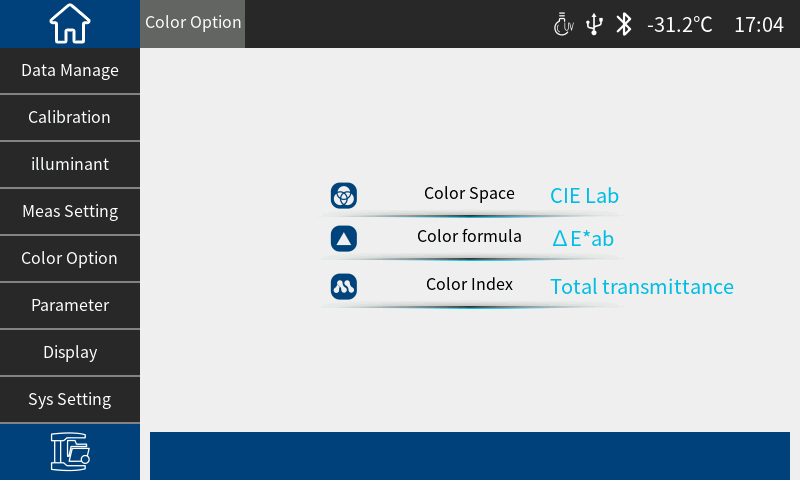 Color Option
UV
-31.2℃
17:04
Data Manage
Calibration
illuminant
Meas Setting
Color Option
Parameter
Display
Sys Setting
Color Space CIE Lab
Color formula ΔE*ab
Color Index Total transmittance